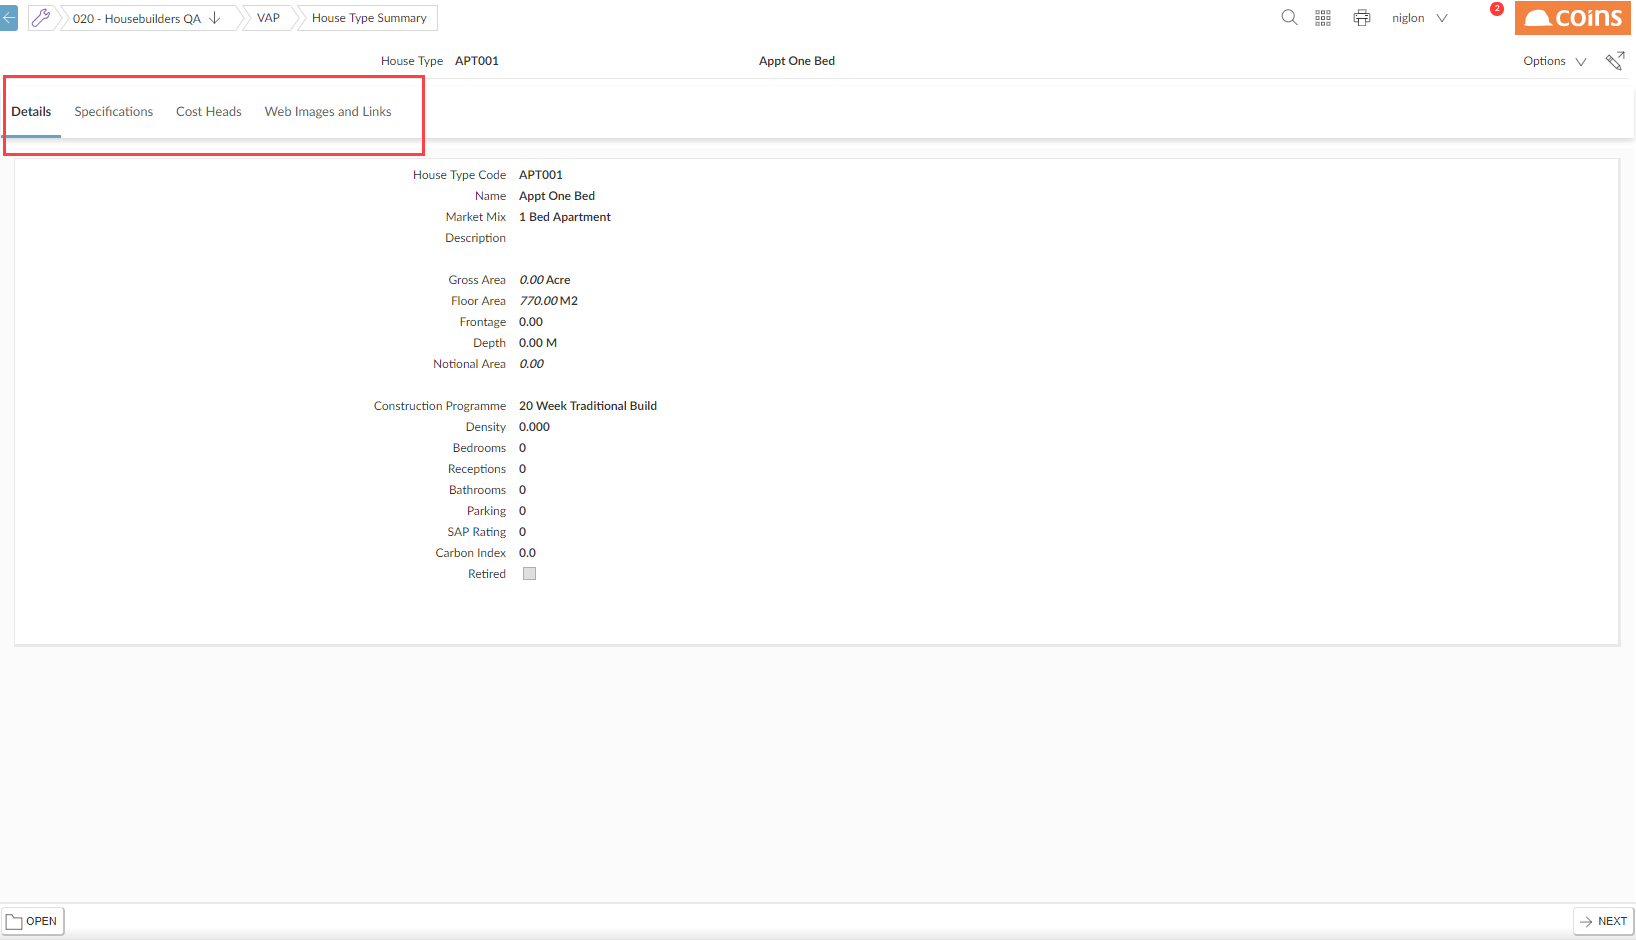 020 - Housebuilders QA
VAP
House Type Summary
niglon
2
coins
House Type APT001
Appt One Bed
Options
Details
Specifications
Cost Heads
Web Images and Links
House Type Code APT001
Name Appt One Bed
Market Mix 1 Bed Apartment
Description
Gross Area 0.00 Acre
Floor Area 770.00 M2
Frontage 0.00
Depth 0.00 M
Notional Area 0.00
Construction Programme 20 Week Traditional Build
Density 0.000
Bedrooms 0
Receptions 0
Bathrooms 0
Parking 0
SAP Rating 0
Carbon Index 0.0
Retired
OPEN
NEXT